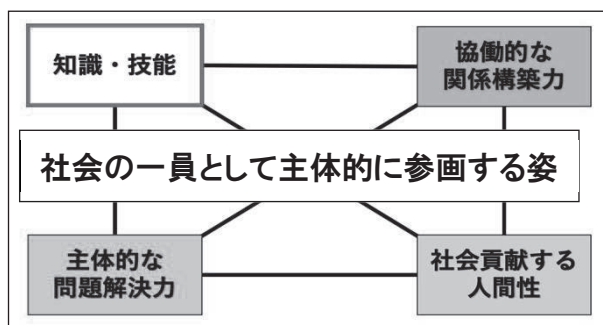 知識・技能
協働的な
関係構築力
社会の一員として主体的に参画する姿
主体的な
問題解決力
社会貢献する
人間性